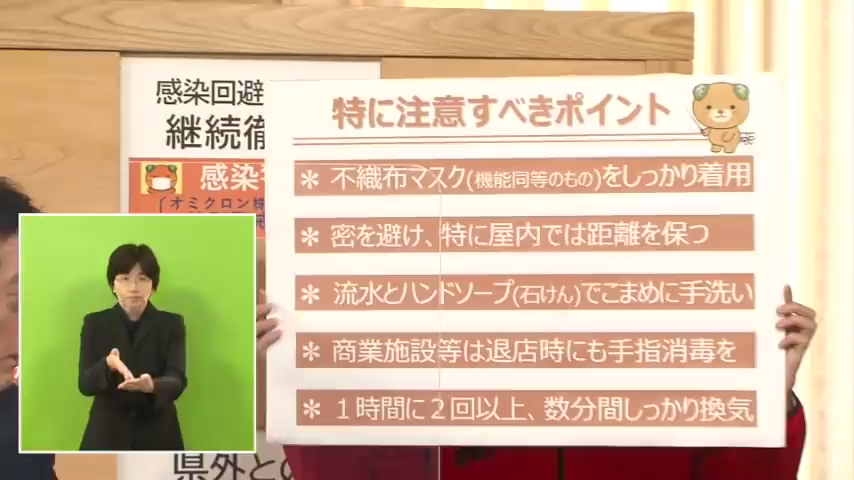 感染回避
継続徹
感染
(オミクロン株
特に注意すべきポイント
＊ 不織布マスク(機能同等のもの)をしっかり着用
＊ 密を避け、特に屋内では距離を保つ
＊ 流水とハンドソープ(石けん)でこまめに手洗い
＊ 商業施設等は退店時にも手指消毒を
＊ １時間に２回以上、数分間しっかり換気
県外との